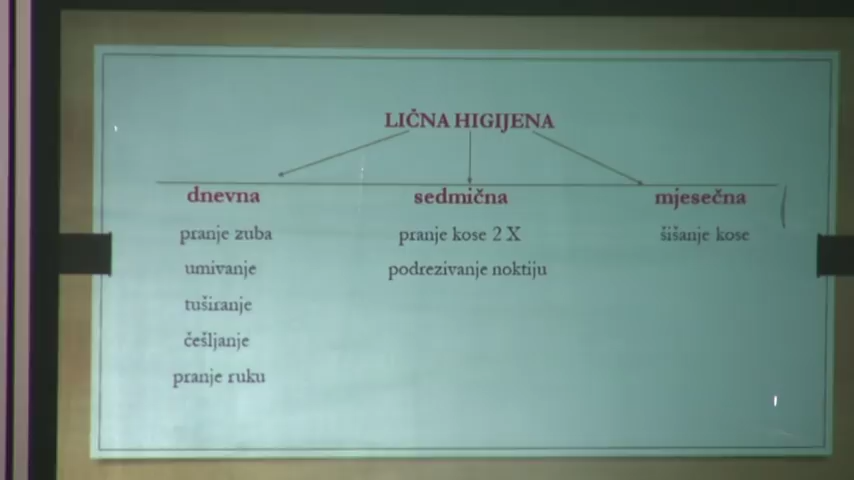 LIČNA HIGIJENA
dnevna sedmična mjesečna
pranje zuba pranje kose 2 X šišanje kose
umivanje podrezivanje noktiju
tuširanje
češljanje
pranje ruku